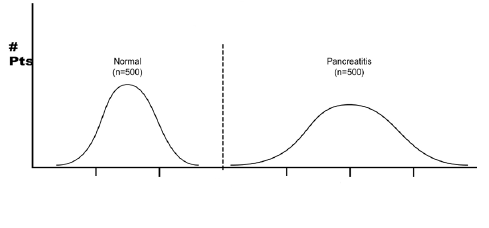 #
Pts
Normal
(n=500)
Pancreatitis
(n=500)